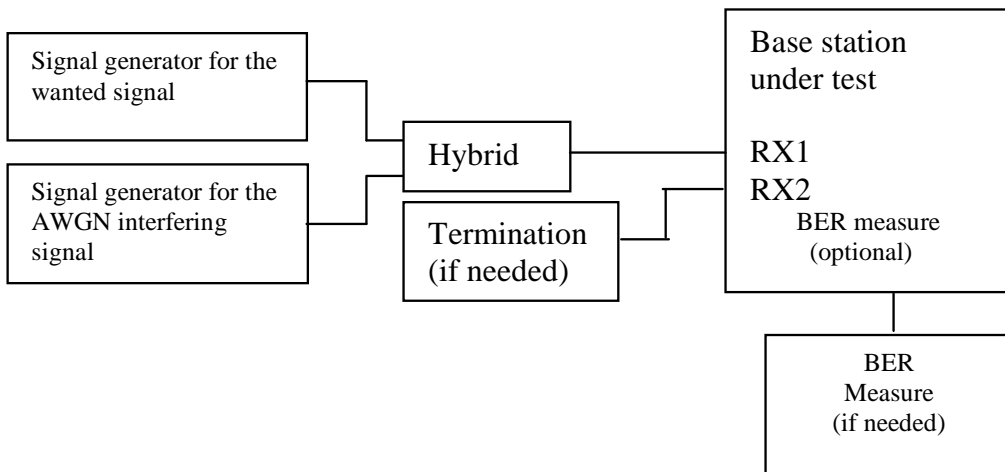 Signal generator for the
wanted signal
Signal generator for the
AWGN interfering
signal
Hybrid
Termination
(if needed)
Base station
under test
RX1
RX2
BER measure
(optional)
BER
Measure
(if needed)